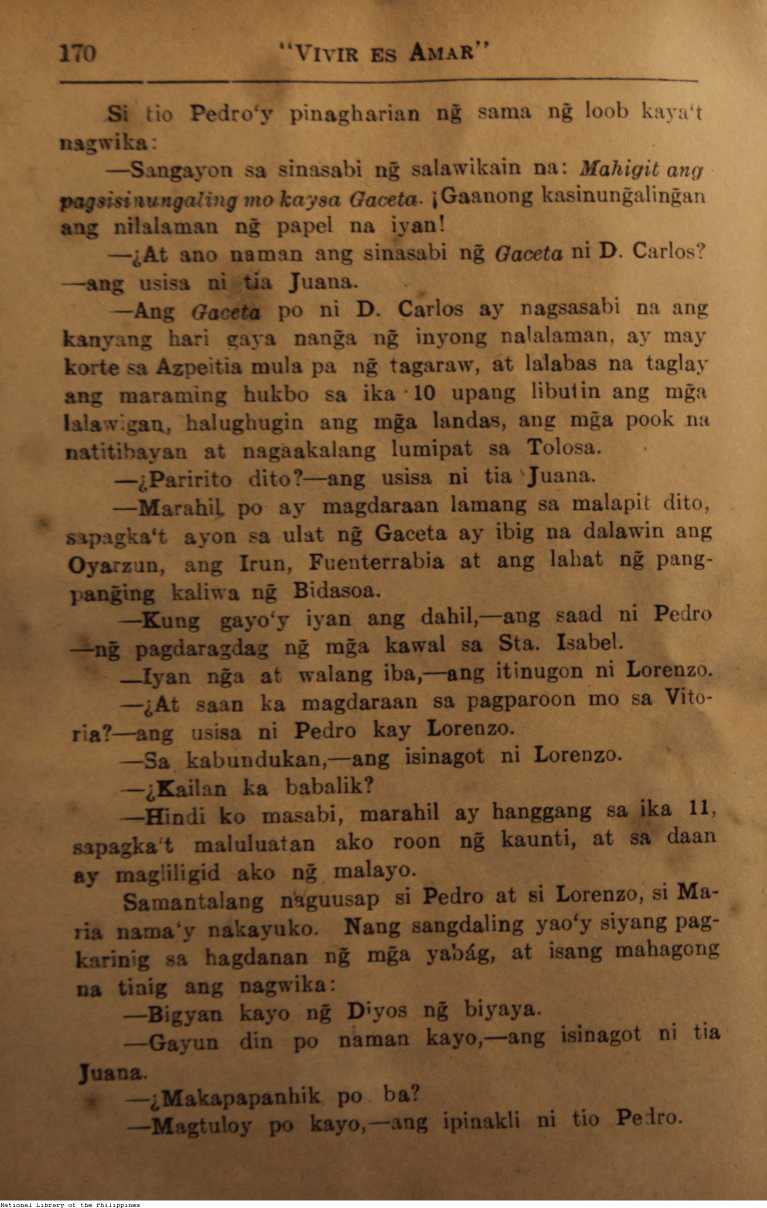 170 "VIVIR ES AMAR"
Si tio Pedro‘y pinagharian ng̃ sama ng̃ loob kaya‘t
nagwika:
—Sangayon sa sinasabi ng̃ salawikain na: Mahigit ang
pagsisinungaling mo kaysa Gaceta. ¡Gaanong kasinung̃aling̃an
ang nilalaman ng̃ papel na iyan!
—¿At ano naman ang sinasabi ng̃ Gaceta ni D. Carlos?
—ang usisa ni tia Juana.
—Ang Gaceta po ni D. Carlos ay nagsasabi na ang
kanyang hari gaya nang̃a ng̃ inyong nalalaman, ay may
korte sa Azpeitia mula pa ng̃ tagaraw, at lalabas na taglay
ang maraming hukbo sa ika 10 upang libutin ang mg̃a
lalawigan, halughugin ang mg̃a landas, ang mg̃a pook na
natitibayan at nagaakalang lumipat sa Tolosa.
—¿Paririto dito?—ang usisa ni tia Juana.
—Marahil po ay magdaraan lamang sa malapit dito,
sapagka‘t ayon sa ulat ng̃ Gaceta ay ibig na dalawin ang
Oyarzun, ang Irun, Fuenterrabia at ang lahat ng̃ pang-
pang̃ing kaliwa ng̃ Bidasoa.
—Kung gayo‘y iyan ang dahil,—ang saad ni Pedro
—ng̃ pagdaragdag ng̃ mg̃a kawal sa Sta. Isabel.
—Iyan ng̃a at walang iba,—ang itinugon ni Lorenzo.
—¿At saan ka magdaraan sa pagparoon mo sa Vito-
ria?—ang usisa ni Pedro kay Lorenzo.
—Sa kabundukan,—ang isinagot ni Lorenzo.
—¿Kailan ka babalik?
—Hindi ko masabi, marahil ay hanggang sa ika 11,
sapagka‘t maluluatan ako roon ng̃ kaunti, at sa daan
ay magliligid ako ng̃ malayo.
Samantalang naguusap si Pedro at si Lorenzo, si Ma-
ria nama‘y nakayuko. Nang sangdaling yao‘y siyang pag-
karinig sa hagdanan ng̃ mg̃a yabág, at isang mahagong
na tinig ang nagwika:
—Bigyan kayo ng̃ Diyos ng̃ biyaya.
—Gayun din po naman kayo,—ang isinagot ni tia
Juana.
—¿Makapapanhik po ba?
—Magtuloy po kayo,—ang ipinakli ni tio Pedro.
National Library of the Philippines